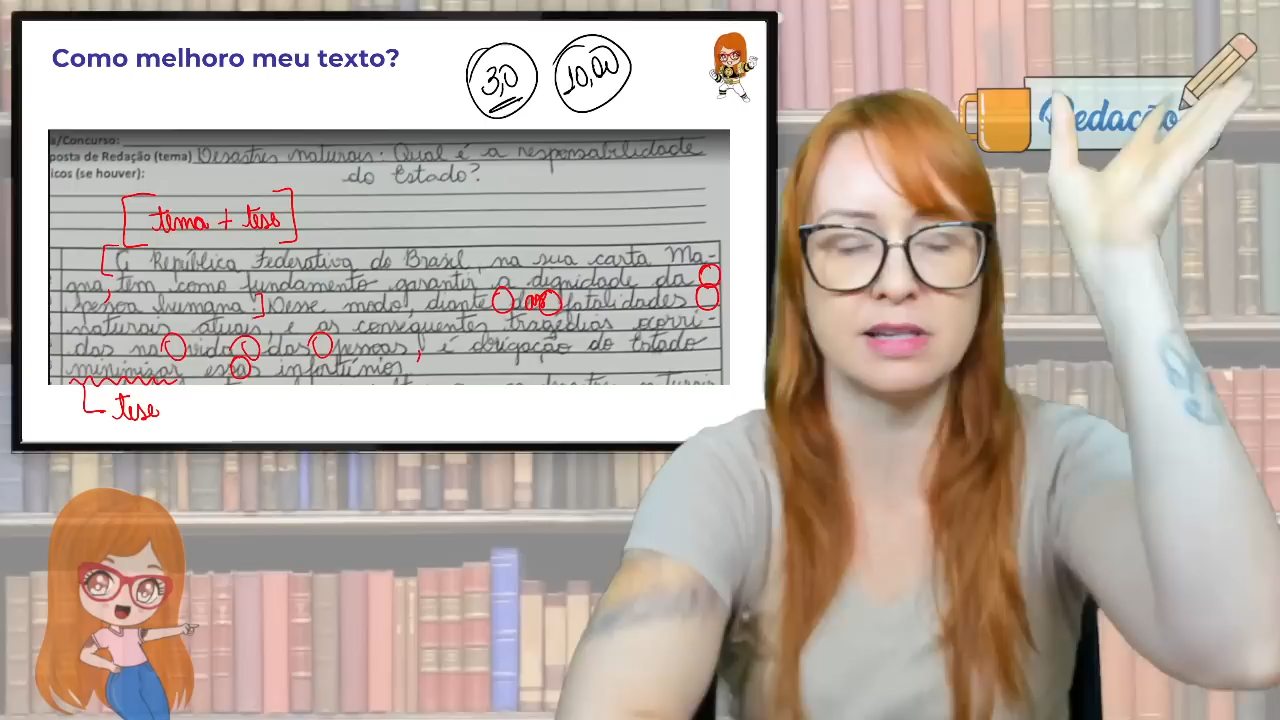 Como melhoro meu texto?
3,0
10,00
Redação
a/Concurso:
posta de Redação (tema) Desastres naturais: Qual é a responsabilidade
icos (se houver): do Estado?
tema + tese
A República Federativa do Brasil, na sua carta Ma-
gna, tem como fundamento garantir a dignidade da
pessoa humana. Desse modo, diante das fatalidades
naturais atuais, e as consequentes tragédias ocorri-
das na vida das pessoas, é obrigação do Estado
minimizar esses infortúnios
tese